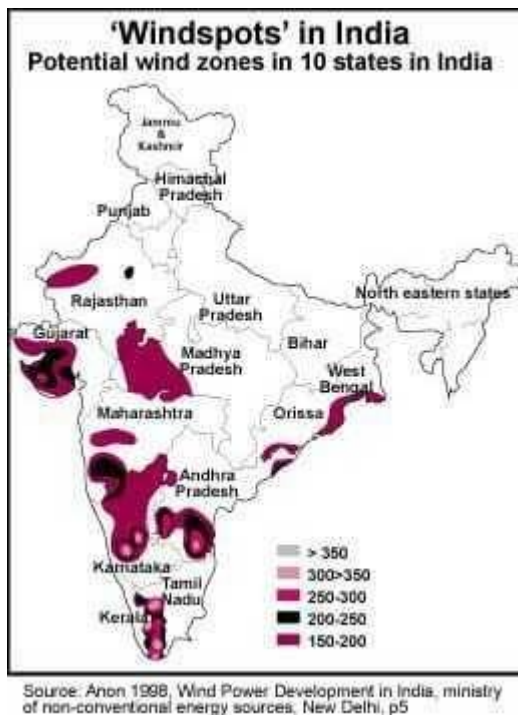 'Windspots' in India
Potential wind zones in 10 states in India
Jammu
&
Kashmir
Himachal
Pradesh
Punjab
Rajasthan
Uttar
Pradesh
North eastern states
Gujarat
Madhya
Pradesh
Bihar
West
Bengal
Maharashtra
Orissa
Andhra
Pradesh
Karnataka
Tamil
Nadu
Kerala
> 350
300>350
250-300
200-250
150-200
Source: Anon 1998, Wind Power Development in India, ministry
of non-conventional energy sources, New Delhi, p5